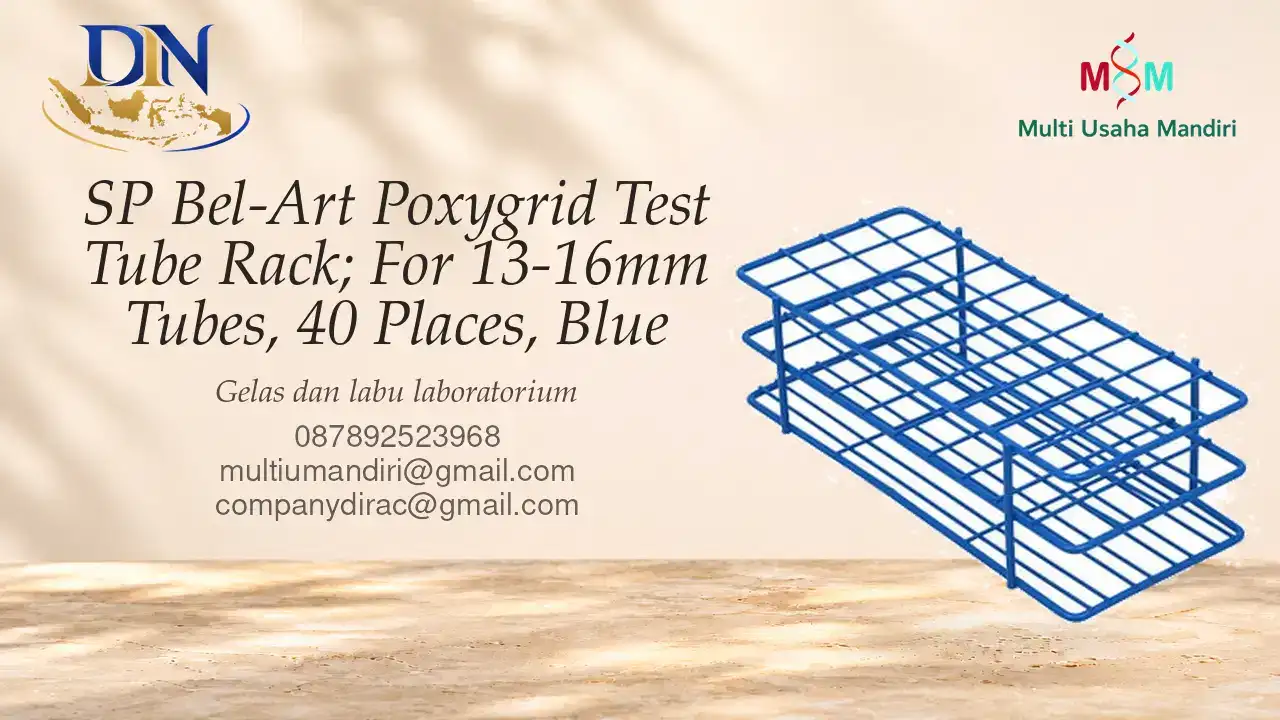 DIN
MSM
Multi Usaha Mandiri
SP Bel-Art Poxygrid Test
Tube Rack; For 13-16mm
Tubes, 40 Places, Blue
Gelas dan labu laboratorium
087892523968
multiumandiri@gmail.com
companydirac@gmail.com